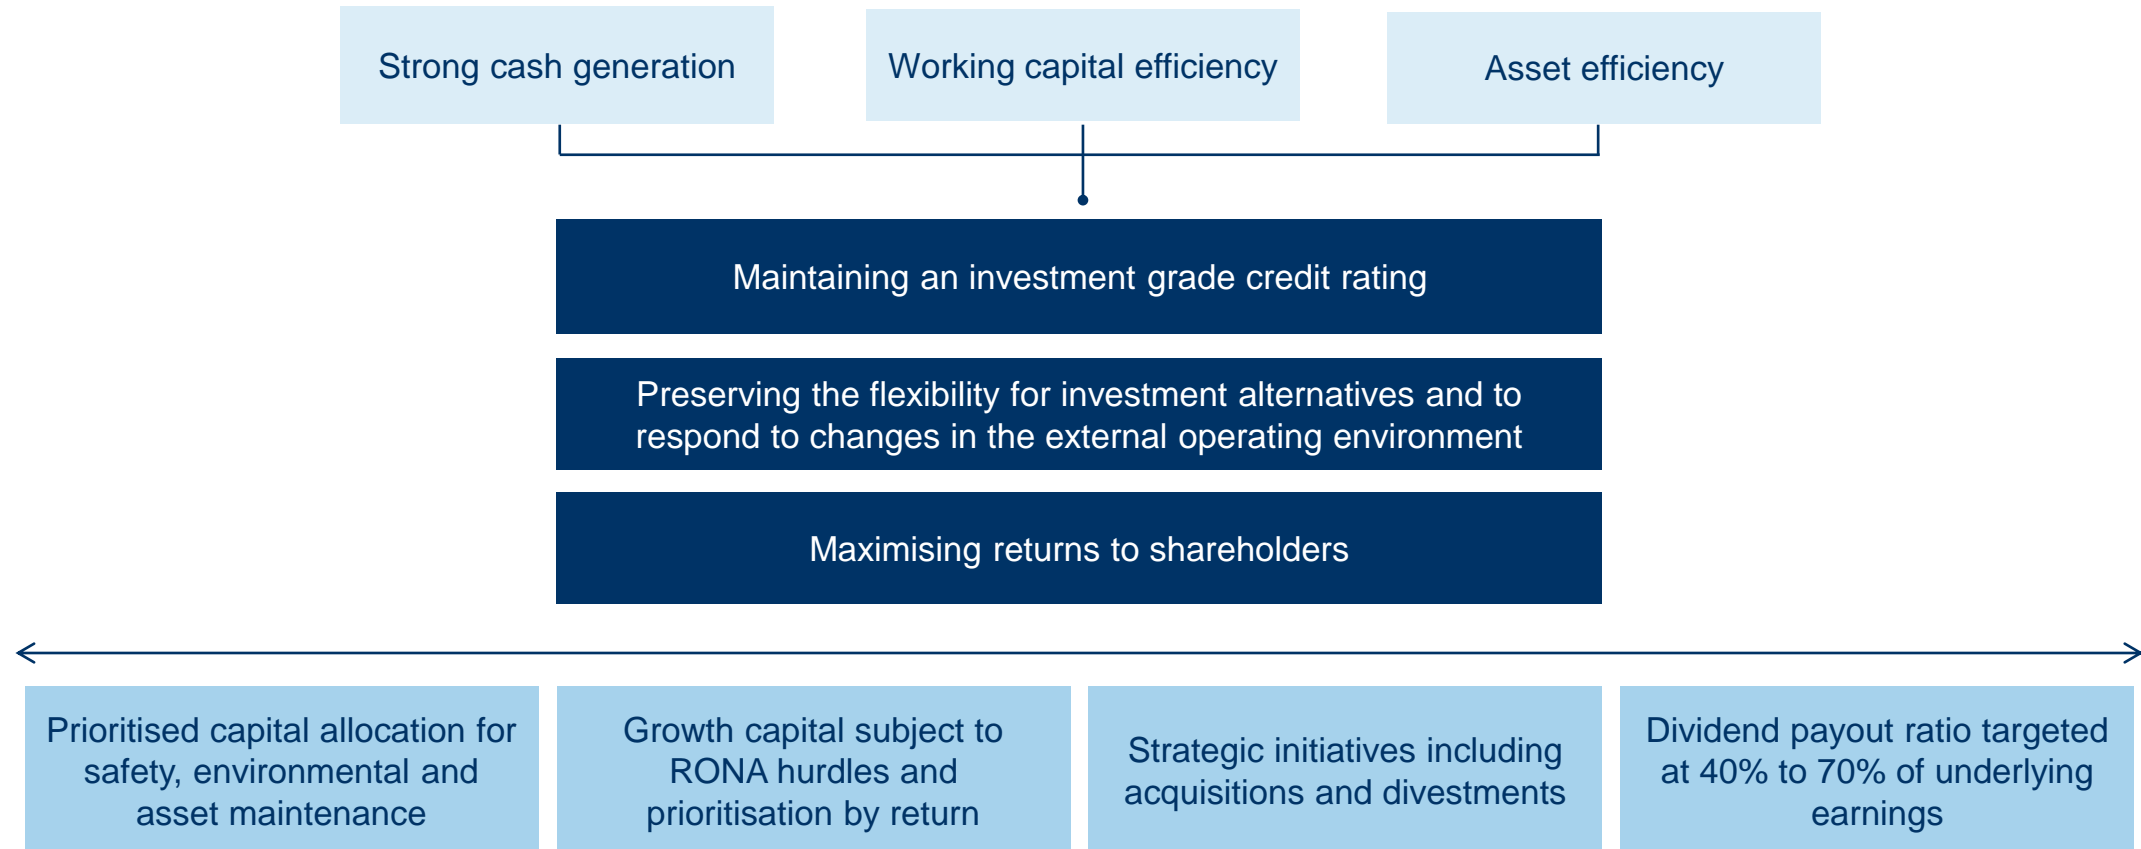 Strong cash generation
Working capital efficiency
Asset efficiency
Maintaining an investment grade credit rating
Preserving the flexibility for investment alternatives and to
respond to changes in the external operating environment
Maximising returns to shareholders
Prioritised capital allocation for
safety, environmental and
asset maintenance
Growth capital subject to
RONA hurdles and
prioritisation by return
Strategic initiatives including
acquisitions and divestments
Dividend payout ratio targeted
at 40% to 70% of underlying
earnings